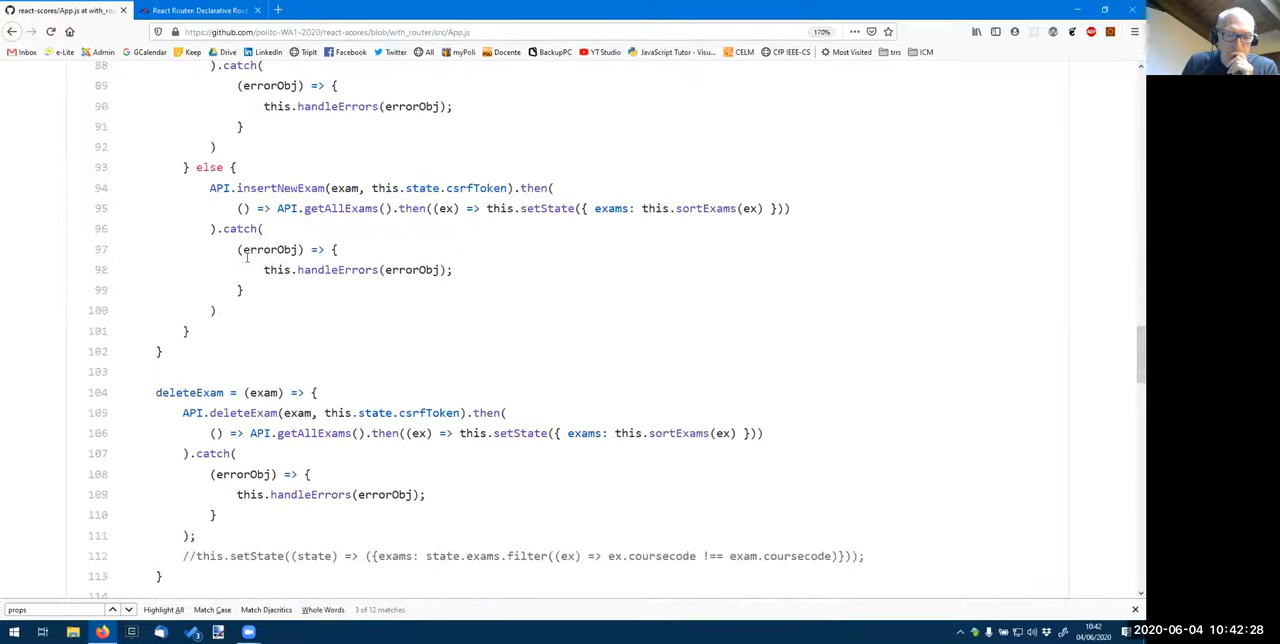 react-scores/App.js at with_rou
React Router: Declarative Rout
https://github.com/polito-WA1-2020/react-scores/blob/with_router/src/App.js
170%
Inbox e-Lite Admin GCalendar Keep Drive LinkedIn TripIt Facebook Twitter All myPoli Docente BackupPC YT Studio JavaScript Tutor - Visu... CELM CfP IEEE-CS Most Visited trrs ICM
88 ).catch(
89 (errorObj) => {
90 this.handleErrors(errorObj);
91 }
92 )
93 } else {
94 API.insertNewExam(exam, this.state.csrfToken).then(
95 () => API.getAllExams().then((ex) => this.setState({ exams: this.sortExams(ex) }))
96 ).catch(
97 (errorObj) => {
98 this.handleErrors(errorObj);
99 }
100 )
101 }
102 }
103
104 deleteExam = (exam) => {
105 API.deleteExam(exam, this.state.csrfToken).then(
106 () => API.getAllExams().then((ex) => this.setState({ exams: this.sortExams(ex) }))
107 ).catch(
108 (errorObj) => {
109 this.handleErrors(errorObj);
110 }
111 );
112 //this.setState((state) => ({exams: state.exams.filter((ex) => ex.coursecode !== exam.coursecode)}));
113 }
114
props Highlight All Match Case Match Diacritics Whole Words 3 of 12 matches
10:42
04/06/2020
2020-06-04 10:42:28